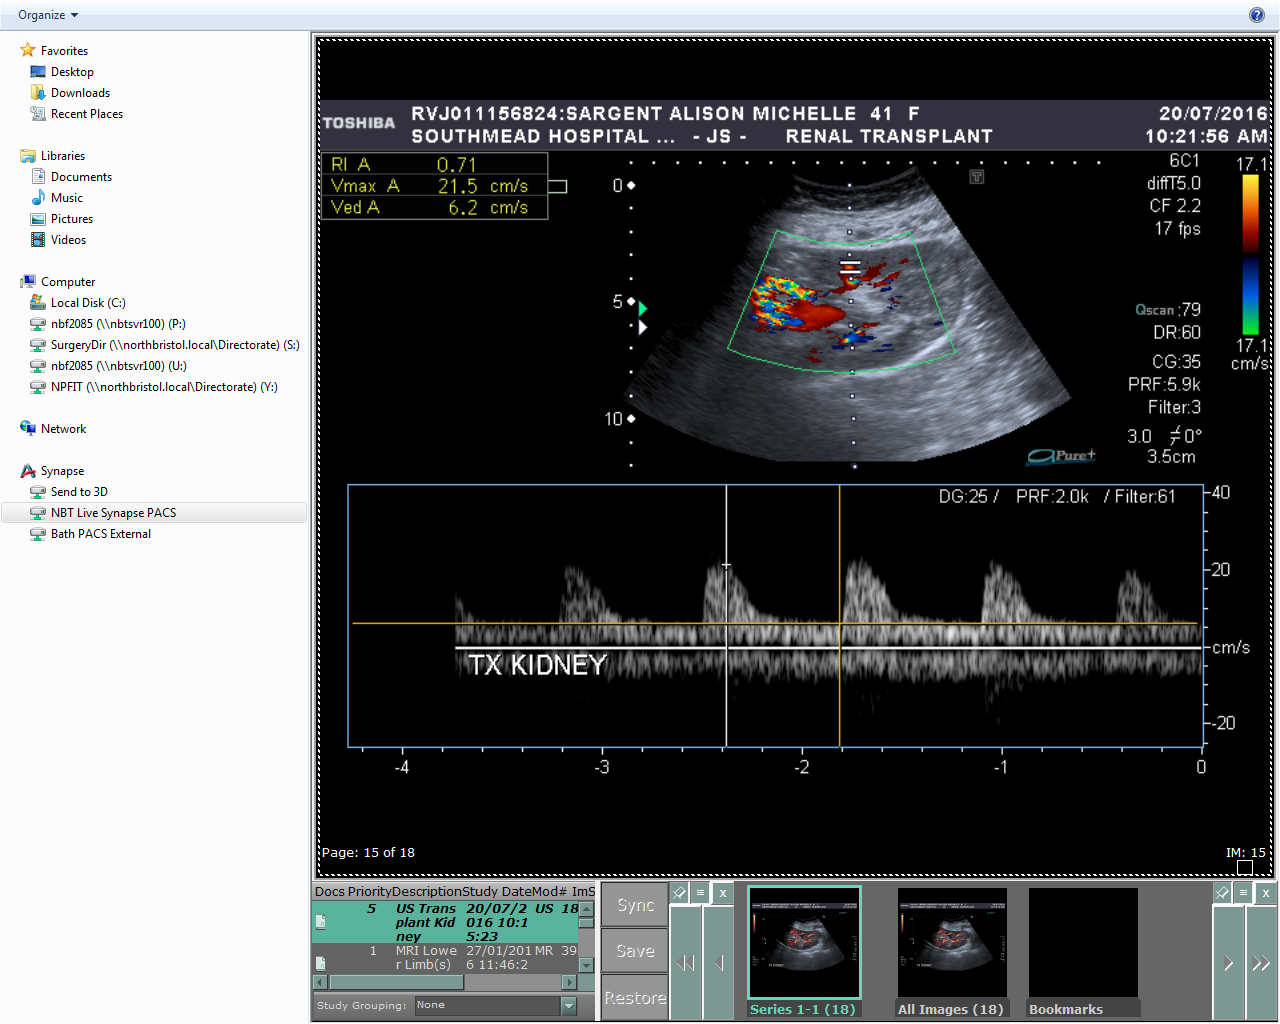 Organize
Favorites
Desktop
Downloads
Recent Places
Libraries
Documents
Music
Pictures
Videos
Computer
Local Disk (C:)
nbf2085 (\\nbtsvr100) (P:)
SurgeryDir (\\northbristol.local\Directorate) (S:)
nbf2085 (\\nbtsvr100) (U:)
NPFIT (\\northbristol.local\Directorate) (Y:)
Network
Synapse
Send to 3D
NBT Live Synapse PACS
Bath PACS External
TOSHIBA
RVJ011156824:SARGENT ALISON MICHELLE 41 F
20/07/2016
SOUTHMEAD HOSPITAL ... - JS - RENAL TRANSPLANT
10:21:56 AM
RI A 0.71
Vmax A 21.5 cm/s
Ved A 6.2 cm/s
0
5
10
T
6C1
diffT5.0
CF 2.2
17 fps
17.1
17.1
cm/s
Qscan:79
DR:60
CG:35
PRF:5.9k
Filter:3
3.0 0°
3.5cm
aPure+
DG:25 / PRF:2.0k / Filter:61
40
20
cm/s
-20
TX KIDNEY
-4 -3 -2 -1 0
Page: 15 of 18
IM: 15
Docs Priority Description Study Date Mod # Im S
5 US Trans 20/07/2 US 18
plant Kid 016 10:1
ney 5:23
1 MRI Lowe 27/01/201 MR 39
r Limb(s) 6 11:46:2
Study Grouping: None
Sync
Save
Restore
Series 1-1 (18)
All Images (18)
Bookmarks